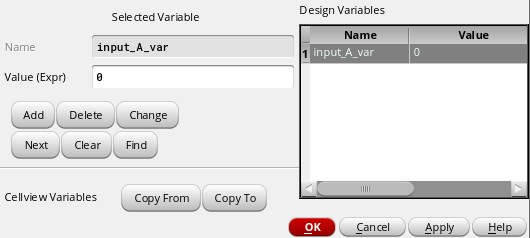 Selected Variable
Name input_A_var
Value (Expr) 0
Add Delete Change
Next Clear Find
Cellview Variables Copy From Copy To
Design Variables
Name Value
1 input_A_var 0
OK Cancel Apply Help